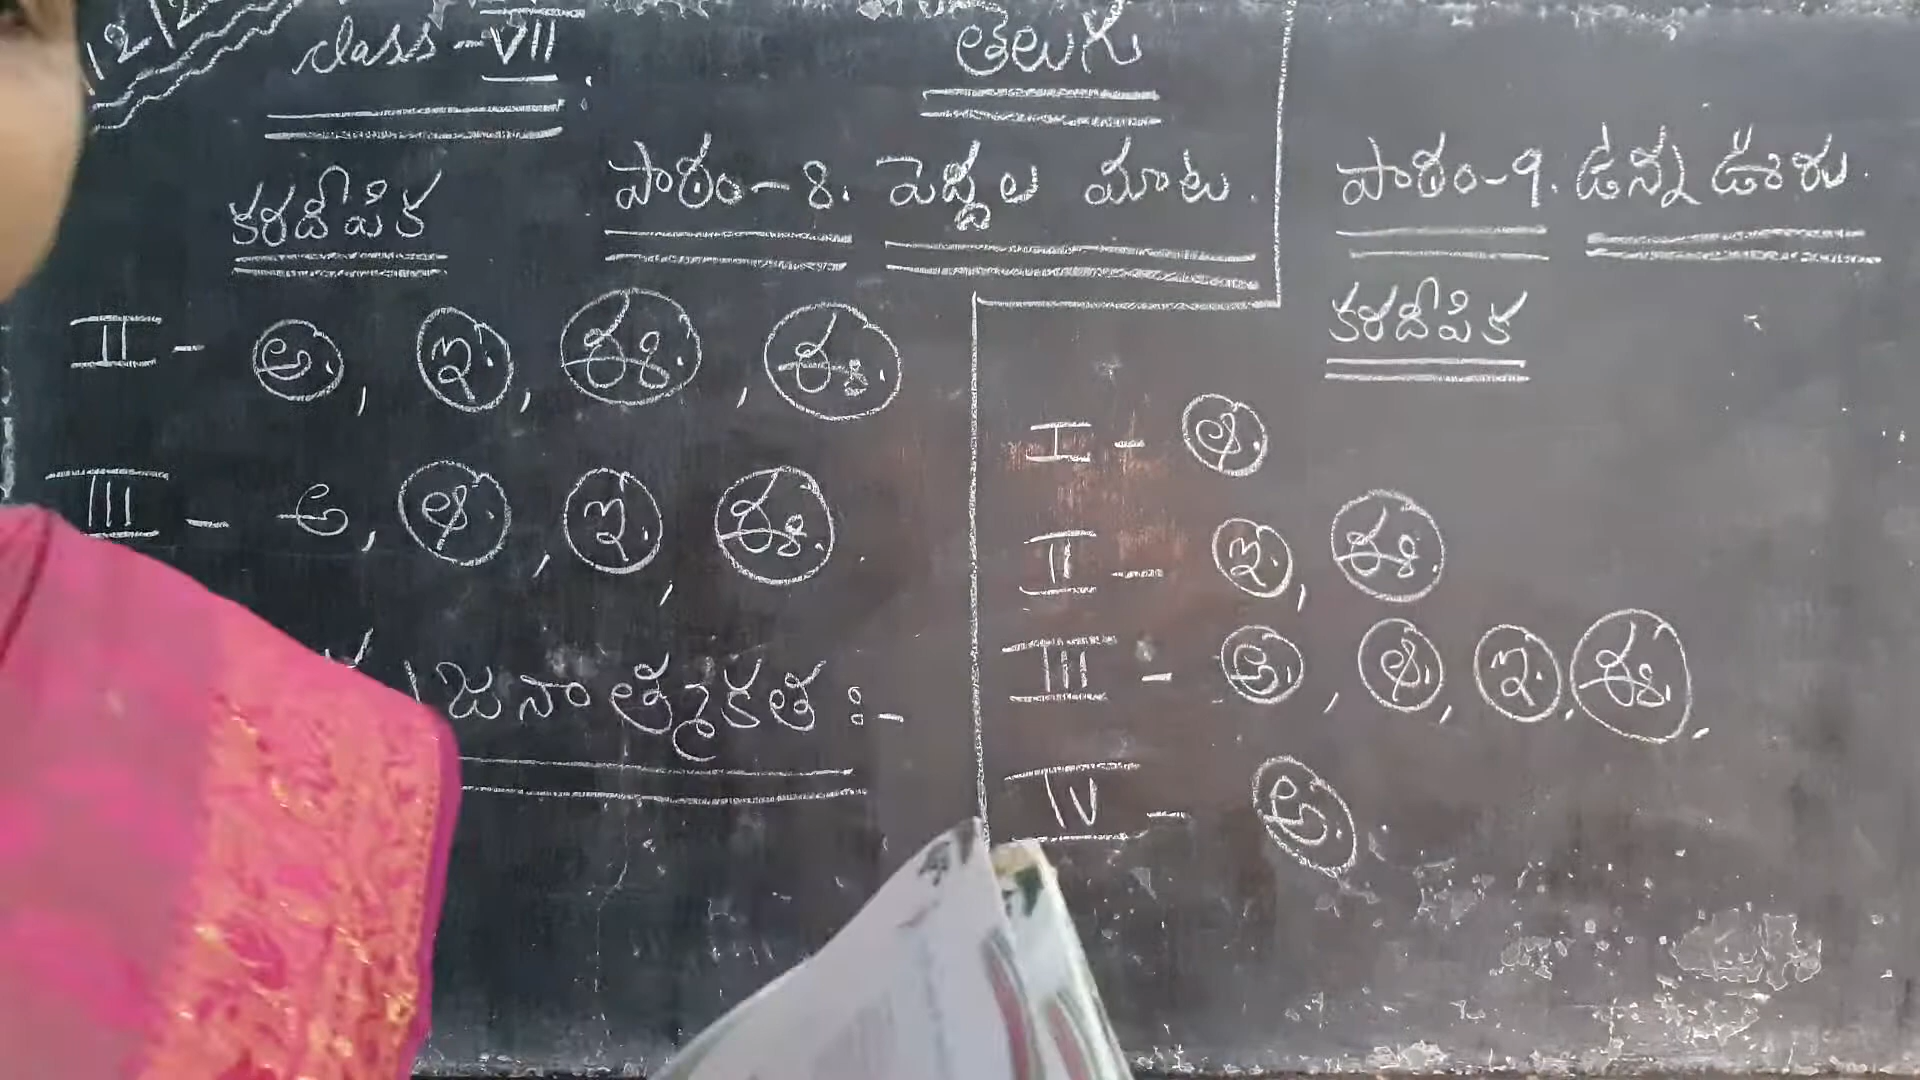 class-VII
తెలుగు
కరదీపిక
పాఠం-8. పెద్దల మాట.
II - అ., ఇ., ఈ., ఈ.
III - అ, ఆ., ఇ., ఈ.
సృజనాత్మకత :-
పాఠం-9. ఉన్న ఊరు.
కరదీపిక
I - ఆ.
II - ఇ., ఈ.
III - అ., ఆ., ఇ., ఈ.
IV - అ.